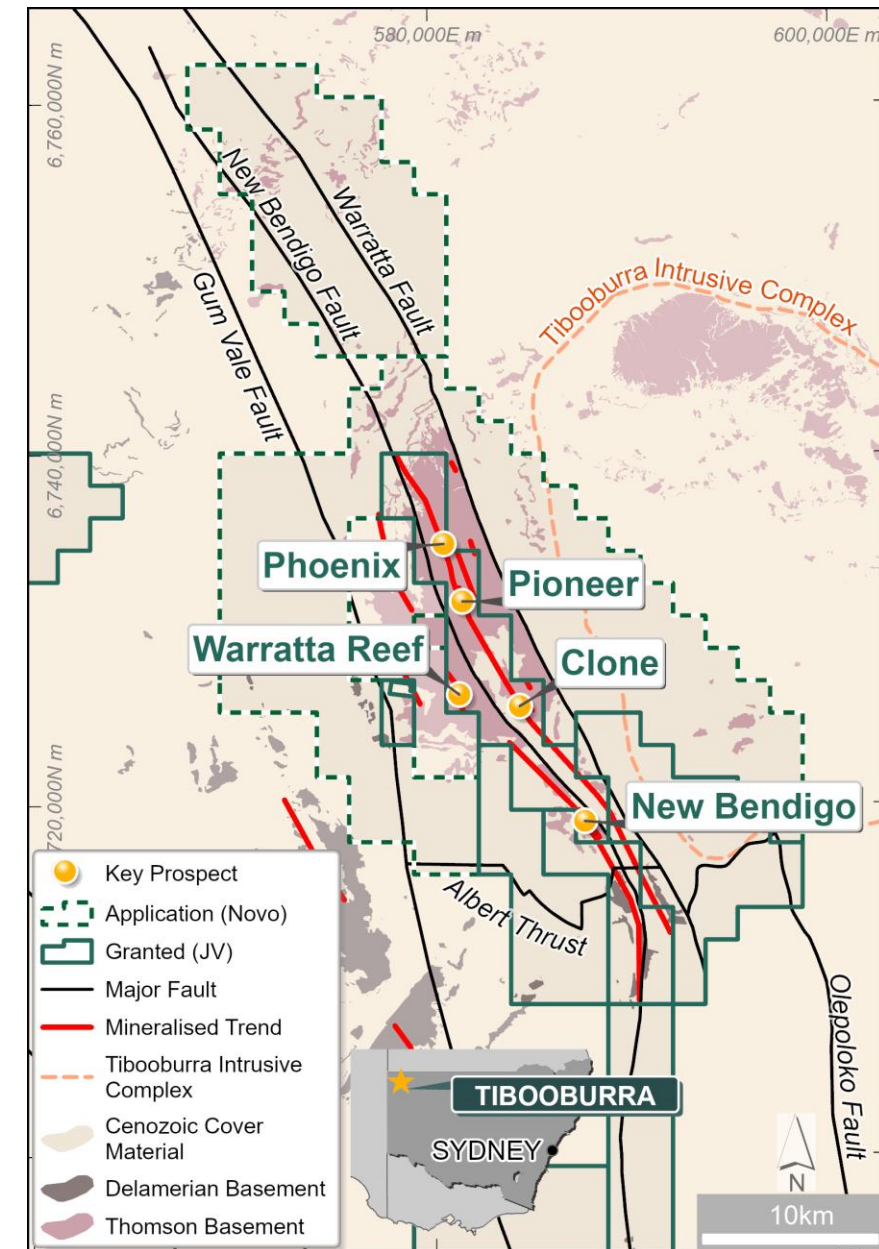 580,000E m
600,000E m
6,760,000N m
New Bendigo Fault
Warratta Fault
Gum Vale Fault
Tibooburra Intrusive Complex
6,740,000N m
Phoenix
Pioneer
Warratta Reef
Clone
New Bendigo
720,000N m
Albert Thrust
Olepoloko Fault
Key Prospect
Application (Novo)
Granted (JV)
Major Fault
Mineralised Trend
Tibooburra Intrusive
Complex
Cenozoic Cover
Material
Delamerian Basement
Thomson Basement
TIBOOBURRA
SYDNEY
N
10km